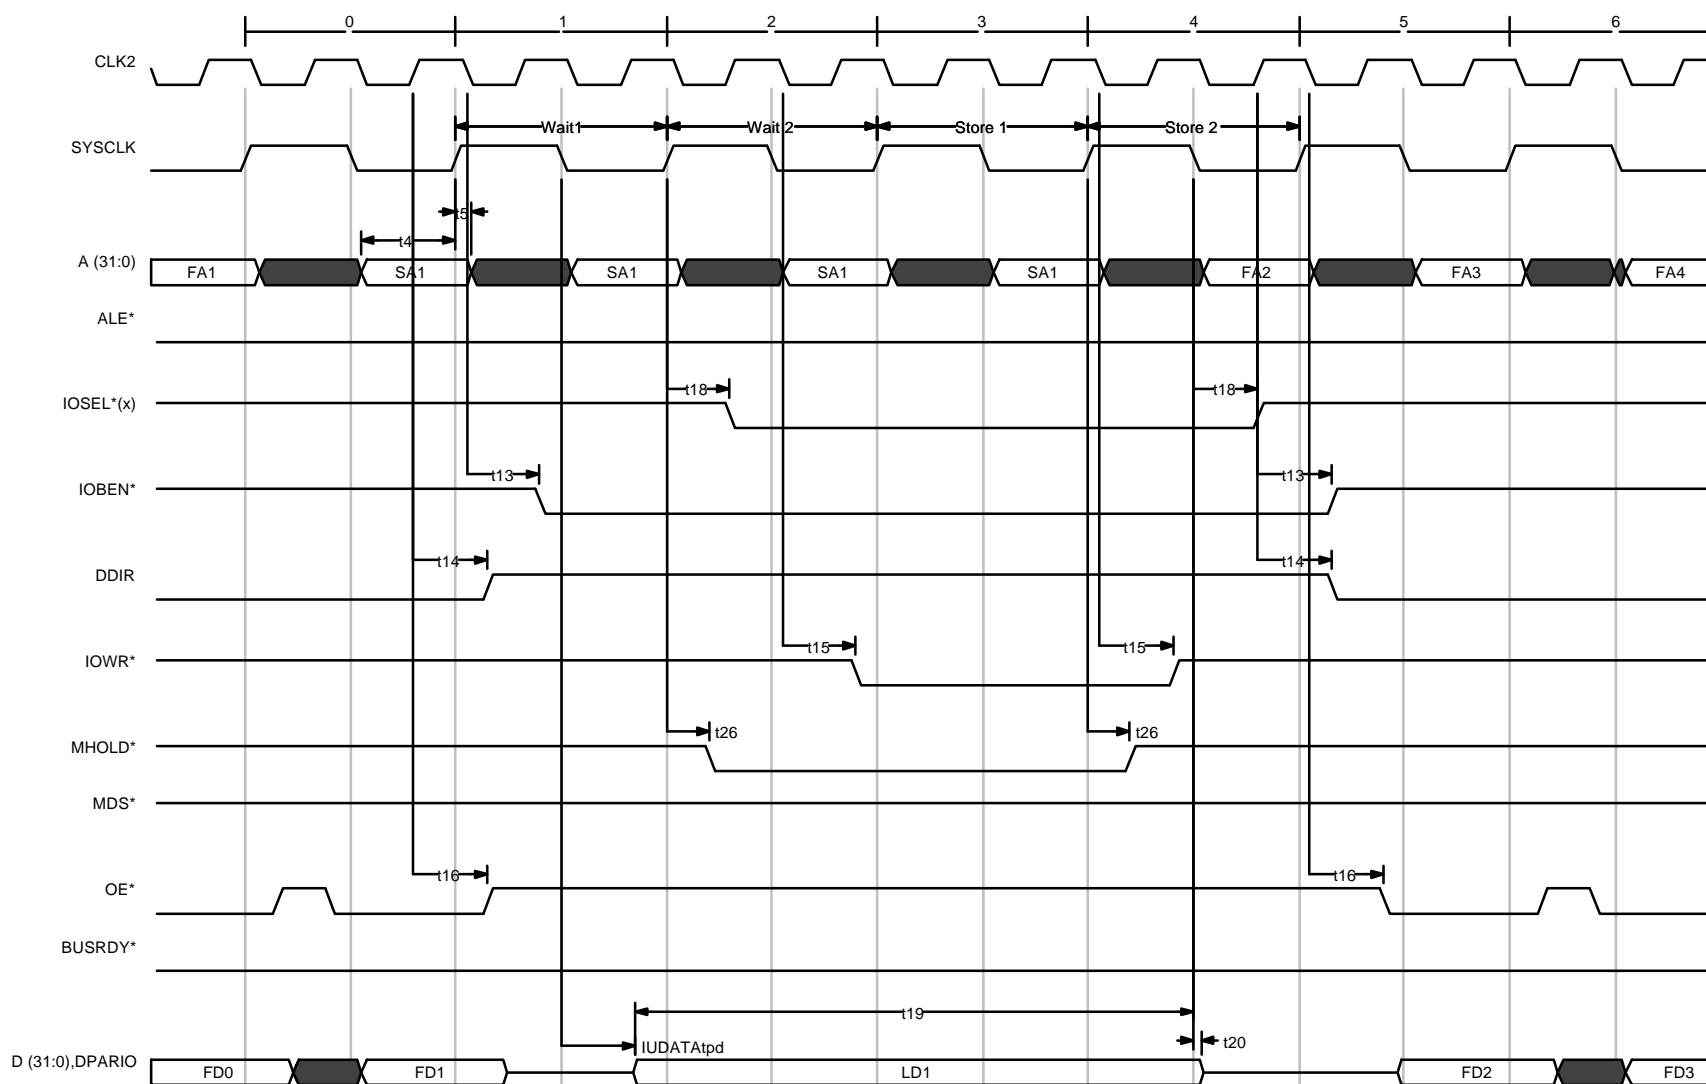 0 1 2 3 4 5 6
CLK2
Wait1 Wait 2 Store 1 Store 2
SYSCLK
t5
t4
A (31:0) FA1 SA1 SA1 SA1 SA1 FA2 FA3 FA4
ALE*
t18 t18
IOSEL*(x)
t13 t13
IOBEN*
t14 t14
DDIR
t15 t15
IOWR*
t26 t26
MHOLD*
MDS*
t16 t16
OE*
BUSRDY*
t19
IUDATAtpd t20
D (31:0),DPARIO FD0 FD1 LD1 FD2 FD3